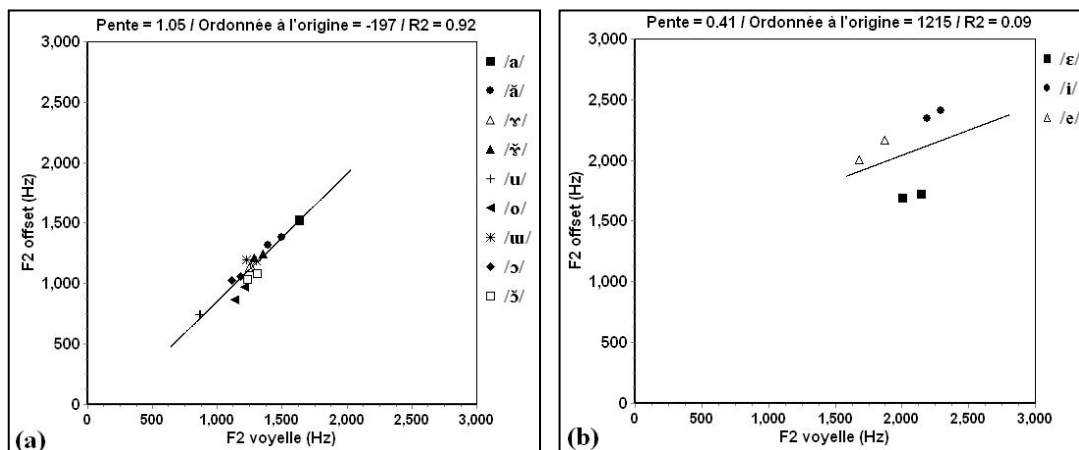 Pente = 1.05 / Ordonnée à l'origine = -197 / R2 = 0.92
3,000
2,500
2,000
1,500
1,000
500
0
F2 offset (Hz)
0 500 1,000 1,500 2,000 2,500 3,000
F2 voyelle (Hz)
/a/
/ă/
/ɤ/
/ɤ̆/
/u/
/o/
/ɯ/
/ɔ/
/ɔ̆/
(a)
Pente = 0.41 / Ordonnée à l'origine = 1215 / R2 = 0.09
3,000
2,500
2,000
1,500
1,000
500
0
F2 offset (Hz)
0 500 1,000 1,500 2,000 2,500 3,000
F2 voyelle (Hz)
/ε/
/i/
/e/
(b)